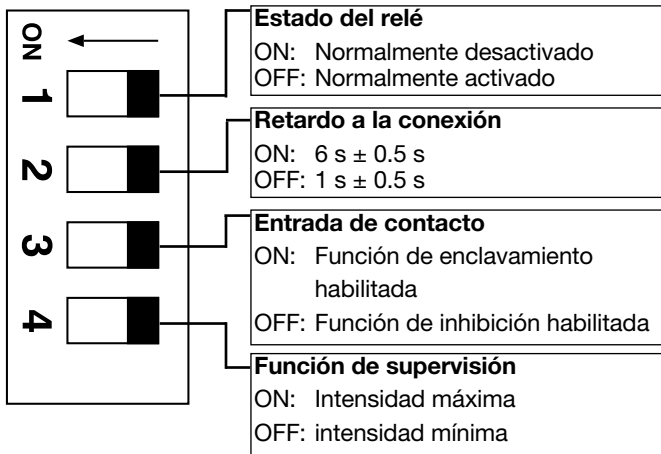 ON
1
Estado del relé
ON: Normalmente desactivado
OFF: Normalmente activado
2
Retardo a la conexión
ON: 6 s ± 0.5 s
OFF: 1 s ± 0.5 s
3
Entrada de contacto
ON: Función de enclavamiento
habilitada
OFF: Función de inhibición habilitada
4
Función de supervisión
ON: Intensidad máxima
OFF: intensidad mínima